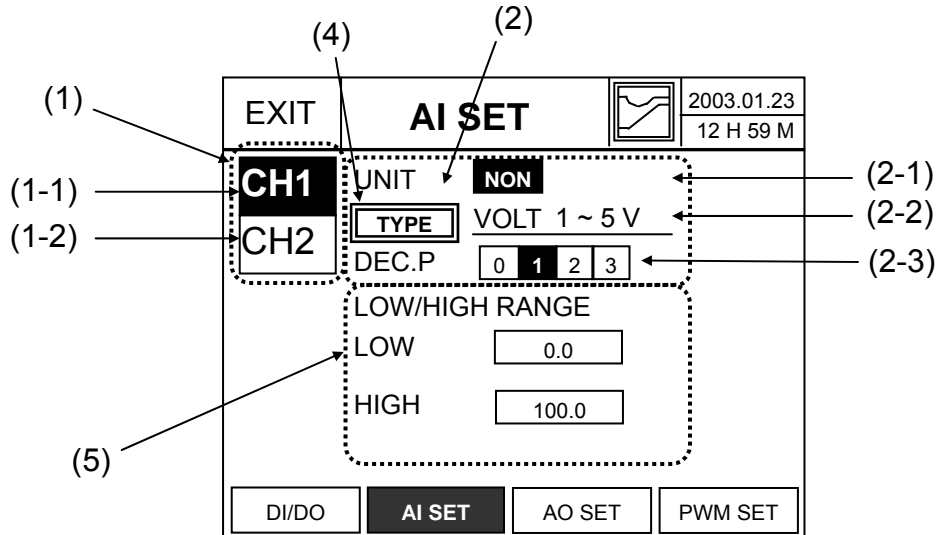 (4)
(2)
(1)
EXIT
AI SET
2003.01.23
12 H 59 M
(1-1)
CH1
UNIT
NON
(2-1)
(1-2)
CH2
TYPE
VOLT 1 ~ 5 V
(2-2)
DEC.P
0 1 2 3
(2-3)
LOW/HIGH RANGE
LOW
0.0
HIGH
100.0
(5)
DI/DO
AI SET
AO SET
PWM SET